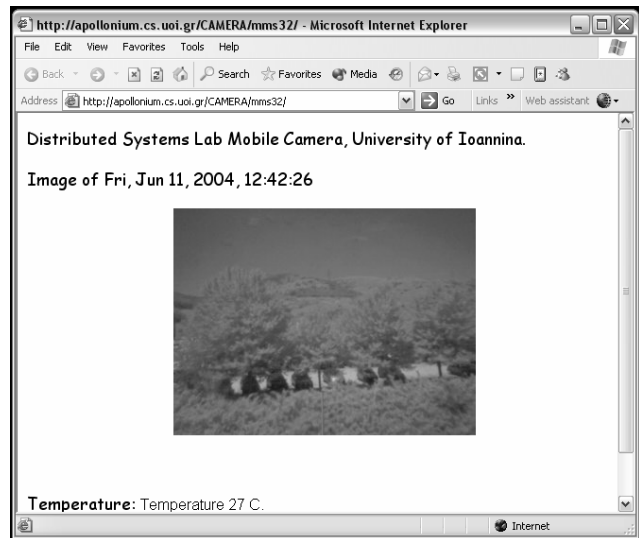 http://apollonium.cs.uoi.gr/CAMERA/mms32/ - Microsoft Internet Explorer
File Edit View Favorites Tools Help
Back Search Favorites Media
Address http://apollonium.cs.uoi.gr/CAMERA/mms32/ Go Links » Web assistant
Distributed Systems Lab Mobile Camera, University of Ioannina.
Image of Fri, Jun 11, 2004, 12:42:26
Temperature: Temperature 27 C.
Internet